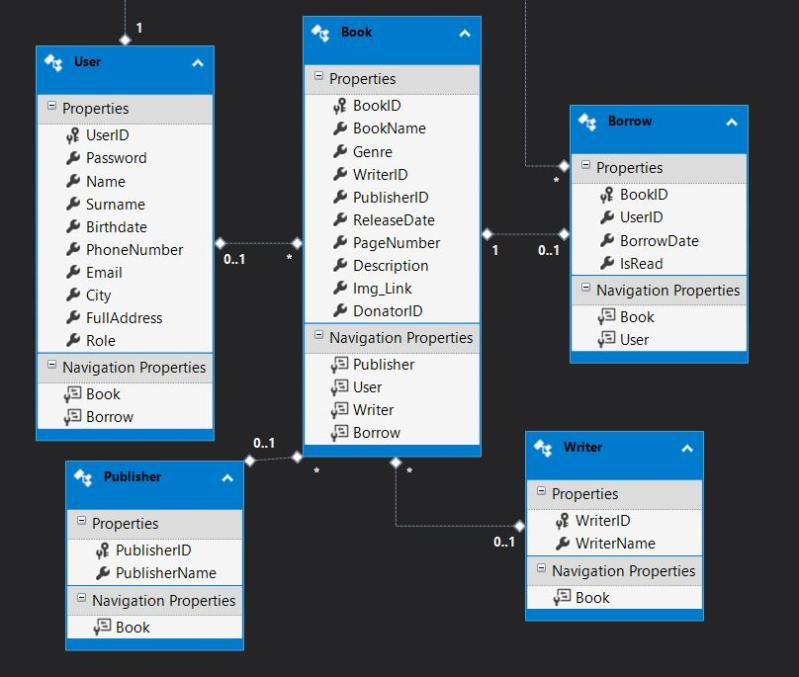 1
User
Properties
UserID
Password
Name
Surname
Birthdate
PhoneNumber
Email
City
FullAddress
Role
Navigation Properties
Book
Borrow
0..1
*
Book
Properties
BookID
BookName
Genre
WriterID
PublisherID
ReleaseDate
PageNumber
Description
Img_Link
DonatorID
Navigation Properties
Publisher
User
Writer
Borrow
1
0..1
*
Borrow
Properties
BookID
UserID
BorrowDate
IsRead
Navigation Properties
Book
User
0..1
*
Publisher
Properties
PublisherID
PublisherName
Navigation Properties
Book
*
0..1
Writer
Properties
WriterID
WriterName
Navigation Properties
Book